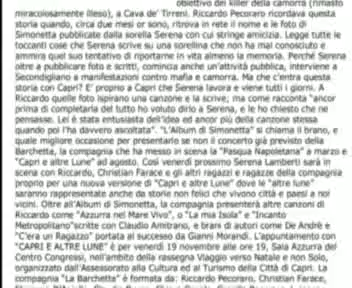 obiettivo dei killer della camorra (rimasto
miracolosamente illeso), a Cava de' Tirreni. Riccardo Pecoraro ricordava questa
storia quando, circa due mesi or sono, ritrova in rete il nome e le foto di
Simonetta pubblicate dalla sorella Serena con cui stringe amicizia. Legge tutte le
toccanti cose che Serena scrive su una sorellina che non ha mai conosciuto e
ammira quel suo tentativo di riportarne in vita almeno la memoria. Perché Serena
oltre a pubblicare foto e scritti, comincia anche un'attività pubblica, interviene a
Secondigliano a manifestazioni contro mafia e camorra. Ma che c'entra questa
storia con Capri? E' proprio a Capri che Serena lavora e viene tutti i giorni. A
Riccardo quelle foto ispirano una canzone e la scrive; ma come racconta "ancor
prima di completarla del tutto ho voluto dirlo a Serena, e le ho chiesto che ne
pensasse. Lei è stata entusiasta dell'idea ed ancor più della canzone stessa
quando poi l'ha davvero ascoltata". "L'Album di Simonetta" si chiama il brano, e
quale migliore occasione per presentarlo se non il concerto già previsto della
Barchetta, la compagnia che ha messo in scena la "Pasqua Napoletana" a marzo e
"Capri e altre Lune" ad agosto. Così venerdì prossimo Serena Lamberti sarà in
scena con Riccardo, Christian Farace e gli altri ragazzi e ragazze della compagnia
proprio per una nuova versione di "Capri e altre Lune" dove le "altre lune"
saranno rappresentate anche da storie non felici che vivono città e paesi a noi
vicini. Oltre all'Album di Simonetta, la compagnia presenterà altre canzoni di
Riccardo come "Azzurra nel Mare Vivo", o "La mia Isola" e "Incanto
Metropolitano"scritte con Claudio Amitrano, e brani di autori come De André e
"C'era un Ragazzo" portata al successo da Gianni Morandi. L'appuntamento con
"CAPRI E ALTRE LUNE" è per venerdì 19 novembre alle ore 19, Sala Azzurra del
Centro Congressi, nell'ambito della rassegna Viaggio verso Natale e non Solo,
organizzato dall'Assessorato alla Cultura ed al Turismo della Città di Capri. La
compagnia "La Barchetta" è formata da: Riccardo Pecoraro, Christian Farace,